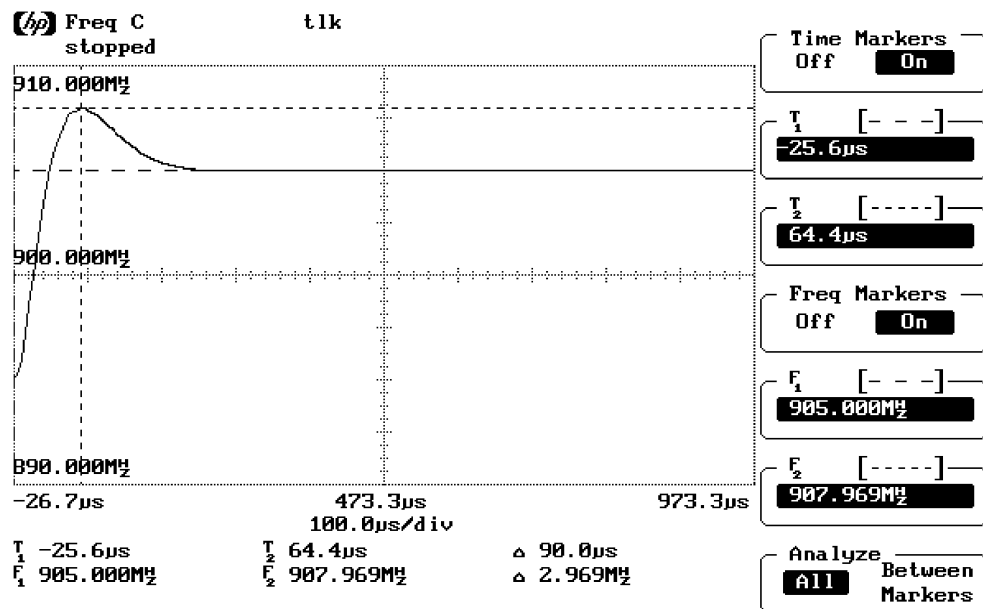 hp Freq C tlk
stopped
910.000MHz
900.000MHz
890.000MHz
-26.7µs 473.3µs 973.3µs
100.0µs/div
T1 -25.6µs T2 64.4µs Δ 90.0µs
F1 905.000MHz F2 907.969MHz Δ 2.969MHz
Time Markers
Off On
T1 [- - -]
-25.6µs
T2 [-----]
64.4µs
Freq Markers
Off On
F1 [- - -]
905.000MHz
F2 [-----]
907.969MHz
Analyze
All Between
Markers